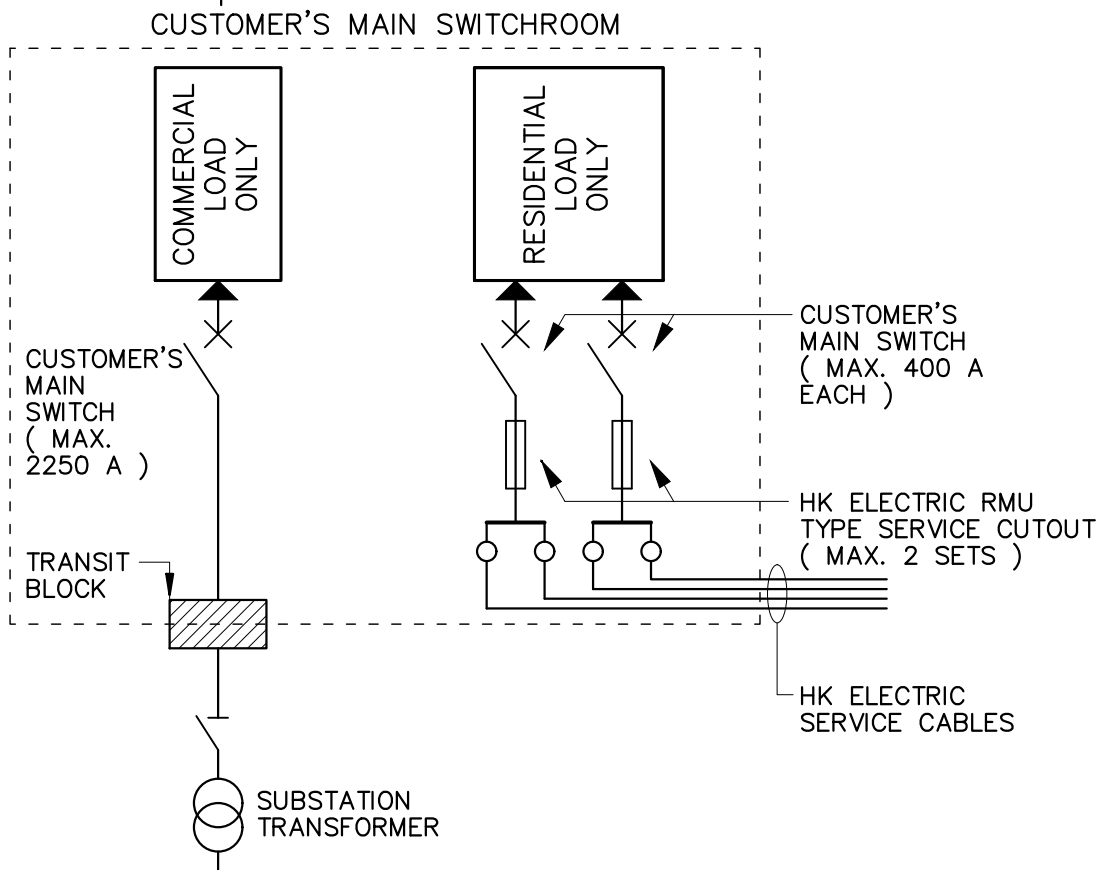 CUSTOMER'S MAIN SWITCHROOM
COMMERCIAL
LOAD
ONLY
RESIDENTIAL
LOAD
ONLY
CUSTOMER'S
MAIN
SWITCH
( MAX.
2250 A )
CUSTOMER'S
MAIN SWITCH
( MAX. 400 A
EACH )
HK ELECTRIC RMU
TYPE SERVICE CUTOUT
( MAX. 2 SETS )
TRANSIT
BLOCK
HK ELECTRIC
SERVICE CABLES
SUBSTATION
TRANSFORMER